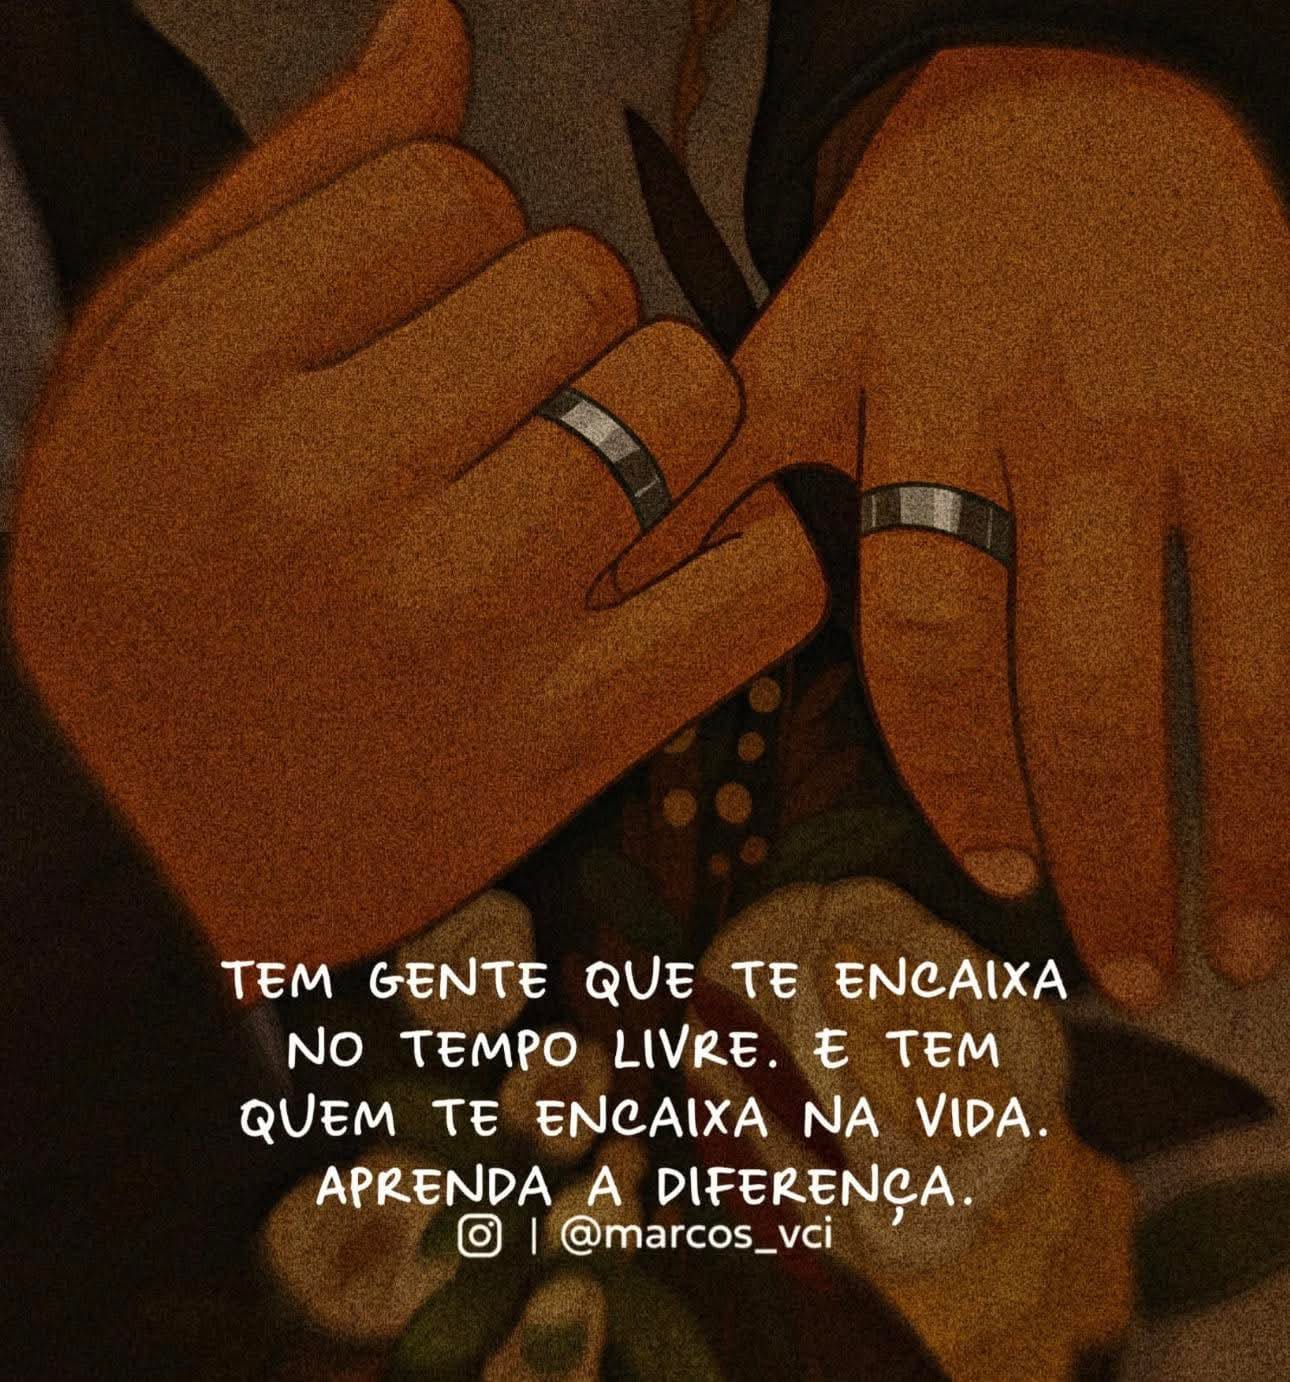 TEM GENTE QUE TE ENCAIXA
NO TEMPO LIVRE. E TEM
QUEM TE ENCAIXA NA VIDA.
APRENDA A DIFERENÇA.
| @marcos_vci